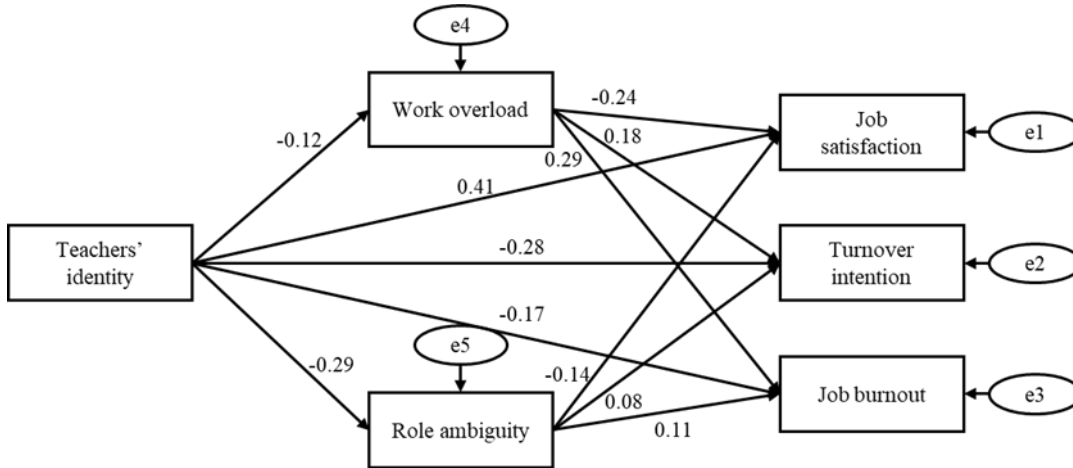 e4
Work overload
-0.24
Job
satisfaction
e1
-0.12
0.18
0.29
0.41
Teachers’
identity
-0.28
Turnover
intention
e2
-0.17
e5
-0.29
-0.14
Job burnout
e3
0.08
Role ambiguity
0.11